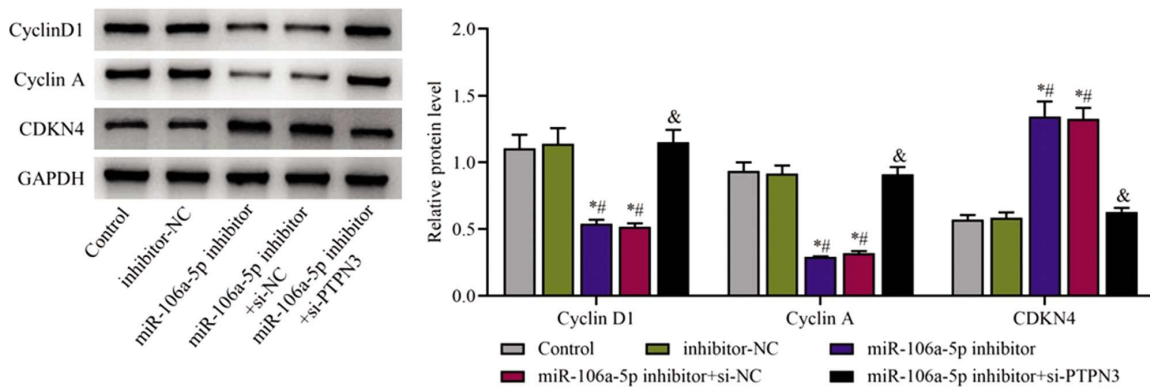 CyclinD1
Cyclin A
CDKN4
GAPDH
Control
inhibitor-NC
miR-106a-5p inhibitor
miR-106a-5p inhibitor
+si-NC
miR-106a-5p inhibitor
+si-PTPN3
Relative protein level
2.0
1.5
1.0
0.5
0.0
*#
*#
&
*#
*#
&
*#
*#
&
Cyclin D1
Cyclin A
CDKN4
Control
inhibitor-NC
miR-106a-5p inhibitor
miR-106a-5p inhibitor+si-NC
miR-106a-5p inhibitor+si-PTPN3